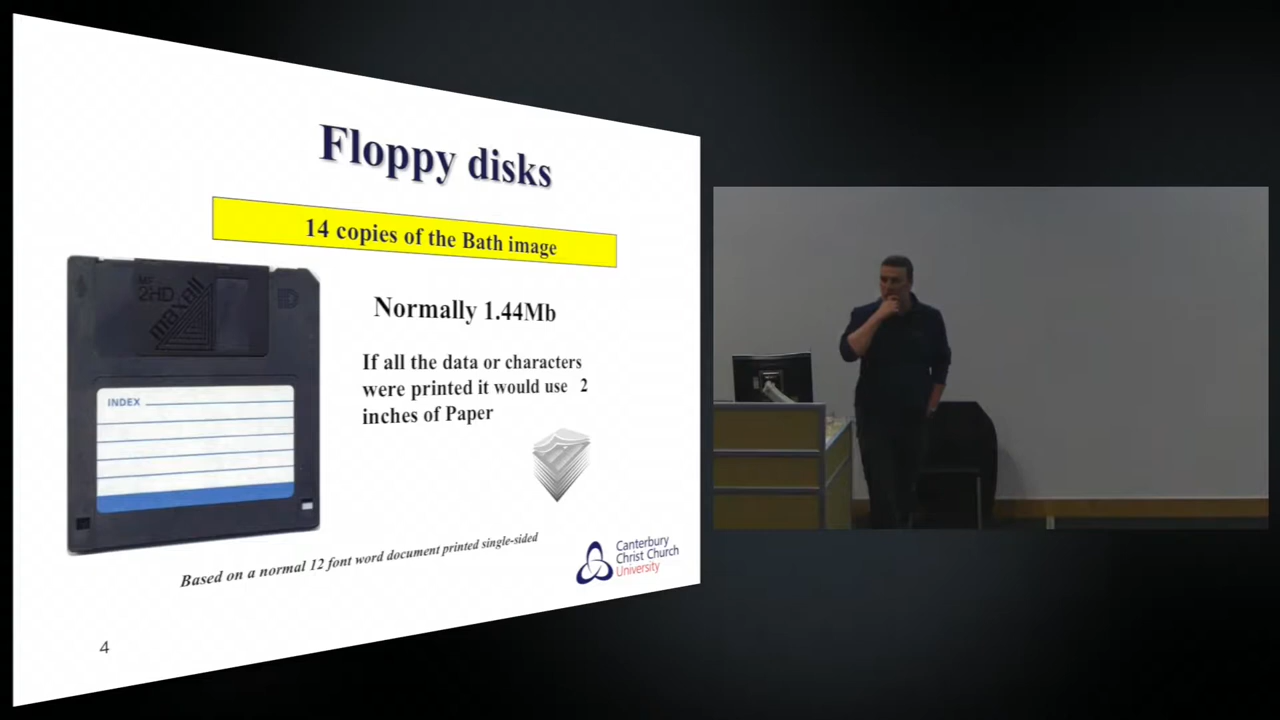 Floppy disks
14 copies of the Bath image
MF
2HD
maxell
HD
INDEX
Normally 1.44Mb
If all the data or characters
were printed it would use 2
inches of Paper
Based on a normal 12 font word document printed single-sided
Canterbury
Christ Church
University
4